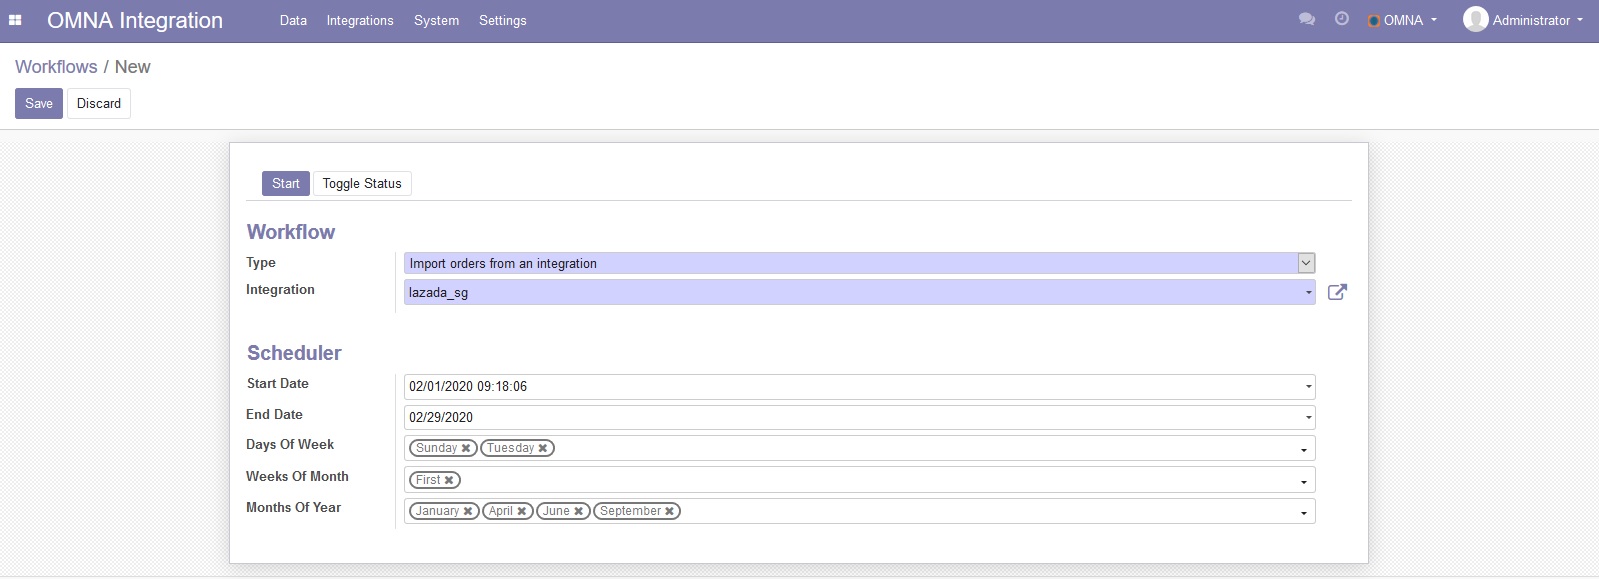 OMNA Integration Data Integrations System Settings OMNA Administrator
Workflows / New
Save Discard
Start Toggle Status
Workflow
Type Import orders from an integration
Integration lazada_sg
Scheduler
Start Date 02/01/2020 09:18:06
End Date 02/29/2020
Days Of Week Sunday Tuesday
Weeks Of Month First
Months Of Year January April June September